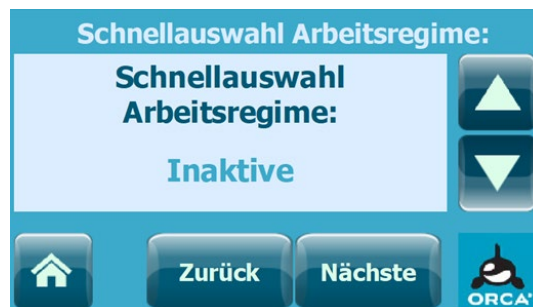 Schnellauswahl Arbeitsregime:
Schnellauswahl
Arbeitsregime:
Inaktive
Zurück
Nächste
ORCA